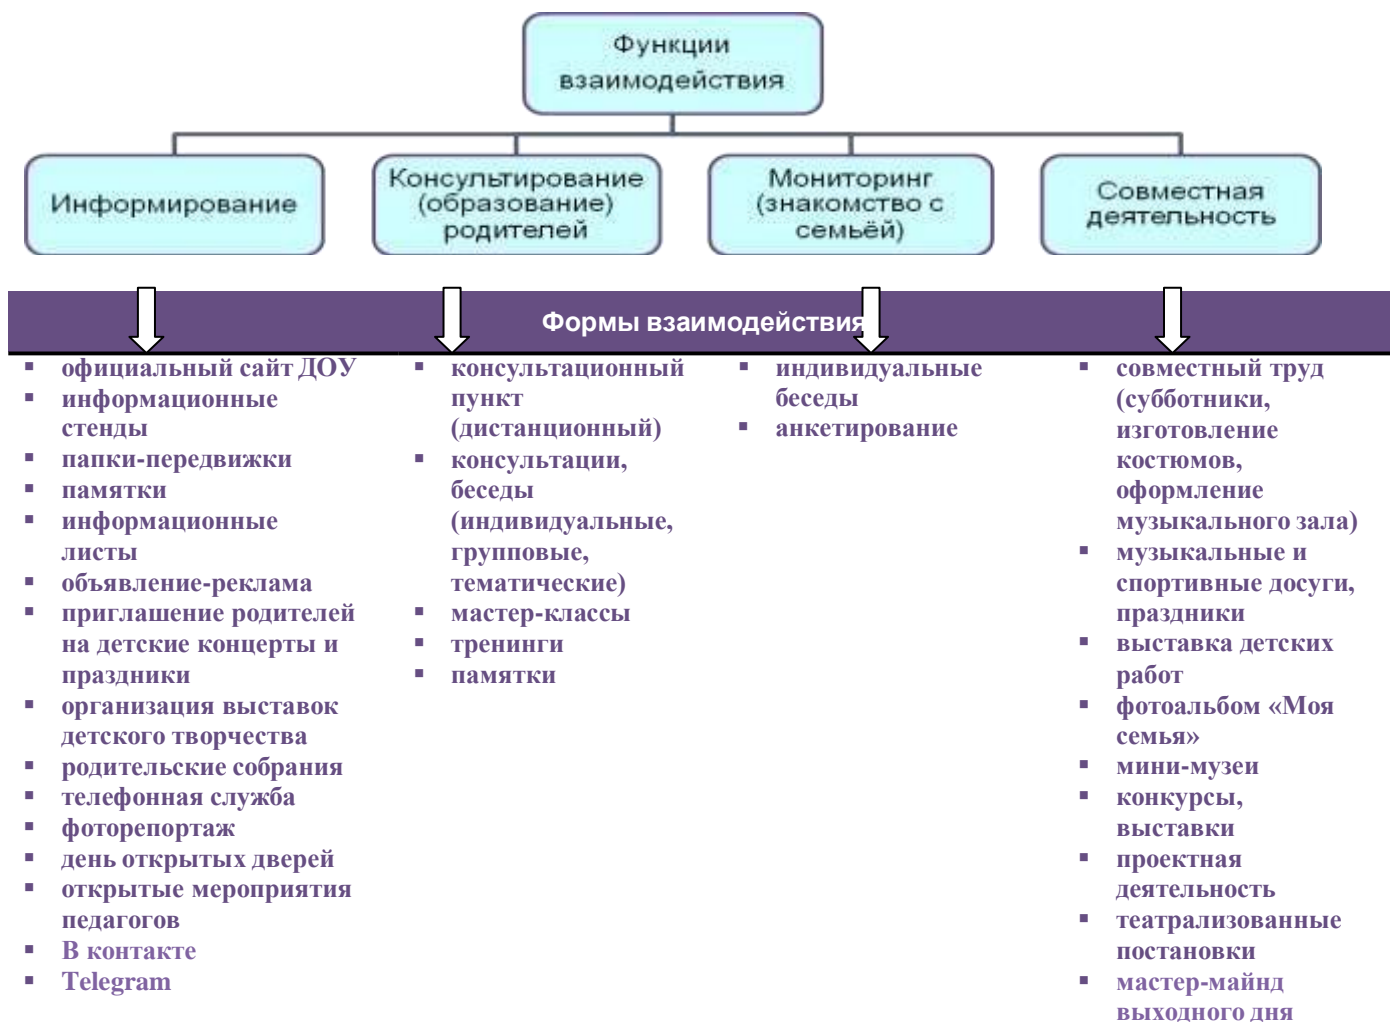 Функции
взаимодействия
Информирование
Консультирование
(образование)
родителей
Мониторинг
(знакомство с
семьёй)
Совместная
деятельность
Формы взаимодействия
▪ официальный сайт ДОУ
▪ информационные
стенды
▪ папки-передвижки
▪ памятки
▪ информационные
листы
▪ объявление-реклама
▪ приглашение родителей
на детские концерты и
праздники
▪ организация выставок
детского творчества
▪ родительские собрания
▪ телефонная служба
▪ фоторепортаж
▪ день открытых дверей
▪ открытые мероприятия
педагогов
▪ В контакте
▪ Telegram
▪ консультационный
пункт
(дистанционный)
▪ консультации,
беседы
(индивидуальные,
групповые,
тематические)
▪ мастер-классы
▪ тренинги
▪ памятки
▪ индивидуальные
беседы
▪ анкетирование
▪ совместный труд
(субботники,
изготовление
костюмов,
оформление
музыкального зала)
▪ музыкальные и
спортивные досуги,
праздники
▪ выставка детских
работ
▪ фотоальбом «Моя
семья»
▪ мини-музеи
▪ конкурсы,
выставки
▪ проектная
деятельность
▪ театрализованные
постановки
▪ мастер-майнд
выходного дня